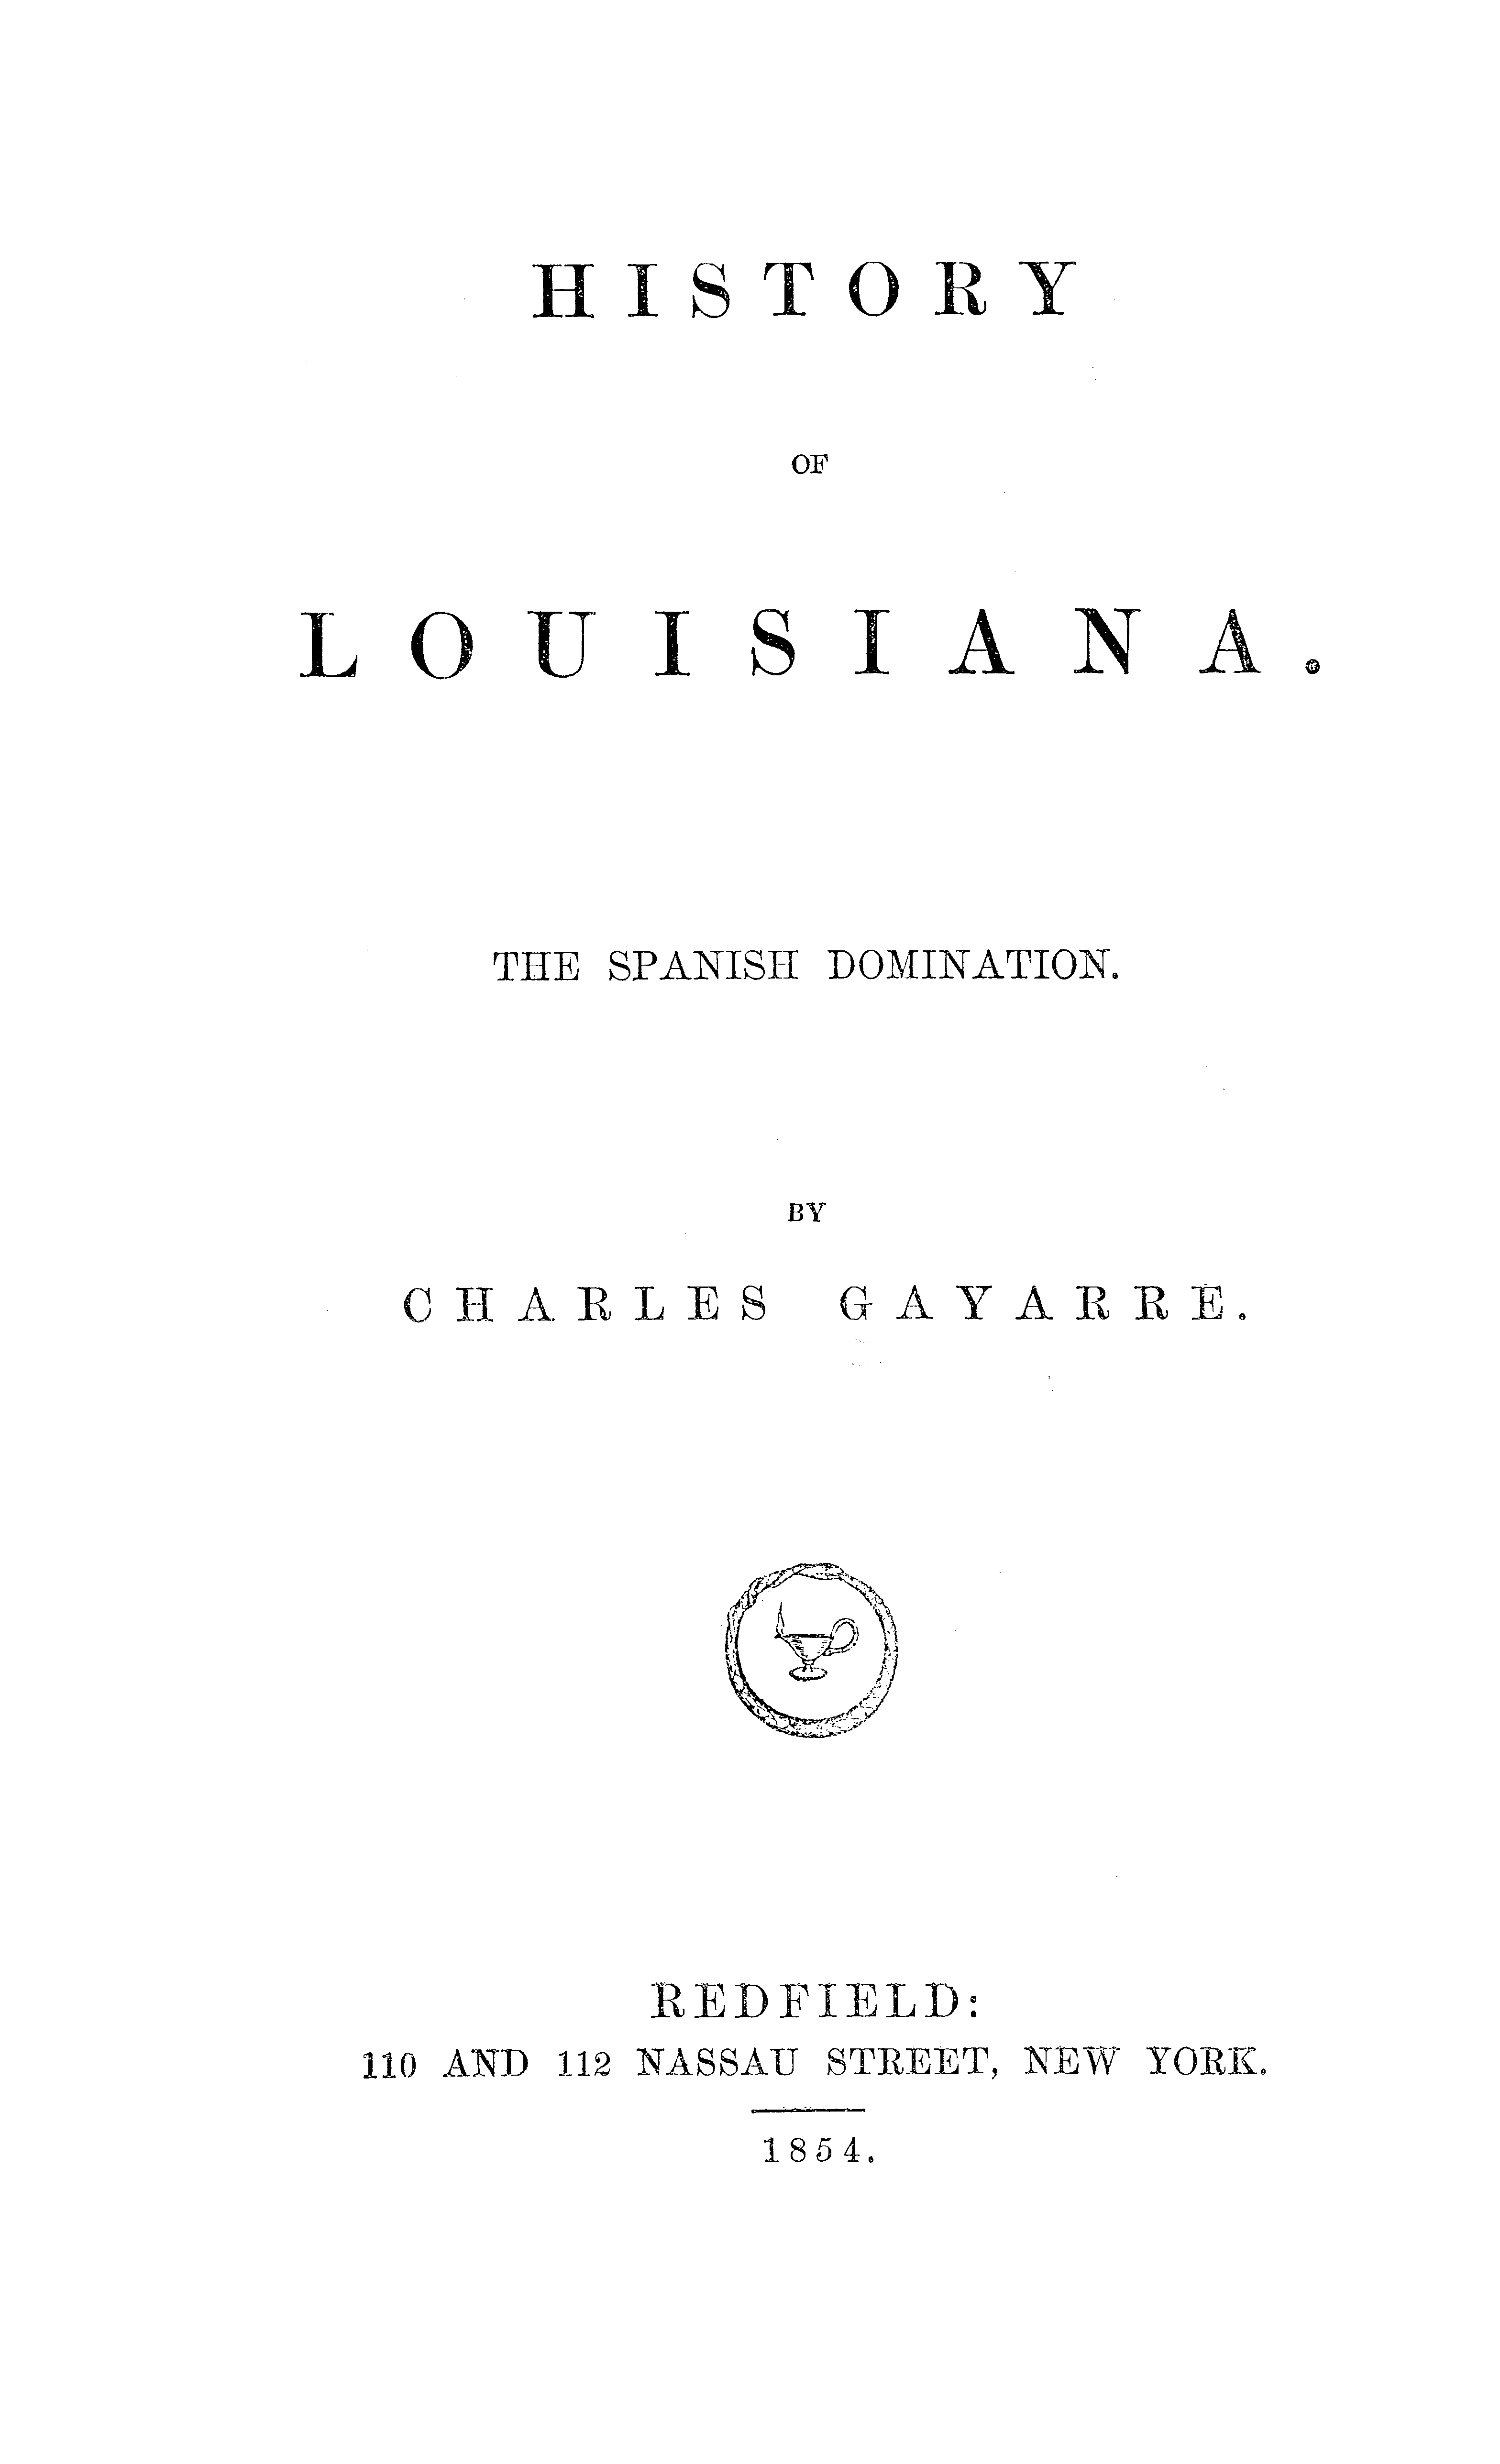 HISTORY
OF
LOUISIANA.
THE SPANISH DOMINATION.
BY
CHARLES GAYARRE.
REDFIELD:
110 AND 112 NASSAU STREET, NEW YORK.
1854.